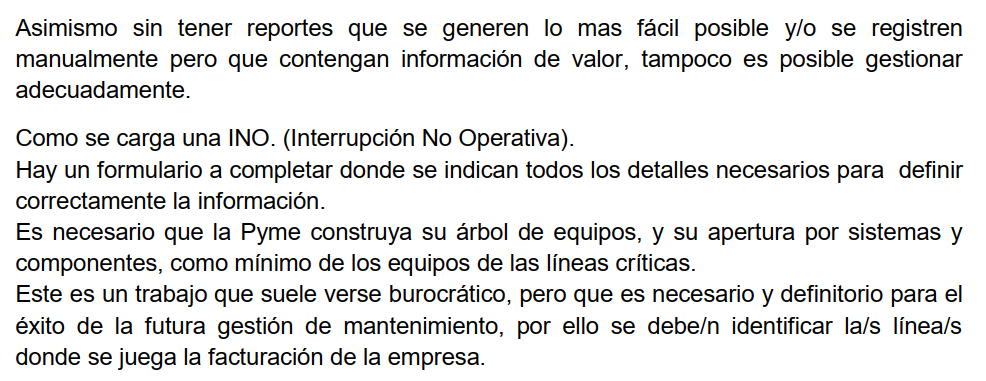 Asimismo sin tener reportes que se generen lo mas fácil posible y/o se registren
manualmente pero que contengan información de valor, tampoco es posible gestionar
adecuadamente.
Como se carga una INO. (Interrupción No Operativa).
Hay un formulario a completar donde se indican todos los detalles necesarios para  definir
correctamente la información.
Es necesario que la Pyme construya su árbol de equipos, y su apertura por sistemas y
componentes, como mínimo de los equipos de las líneas críticas.
Este es un trabajo que suele verse burocrático, pero que es necesario y definitorio para el
éxito de la futura gestión de mantenimiento, por ello se debe/n identificar la/s línea/s
donde se juega la facturación de la empresa.